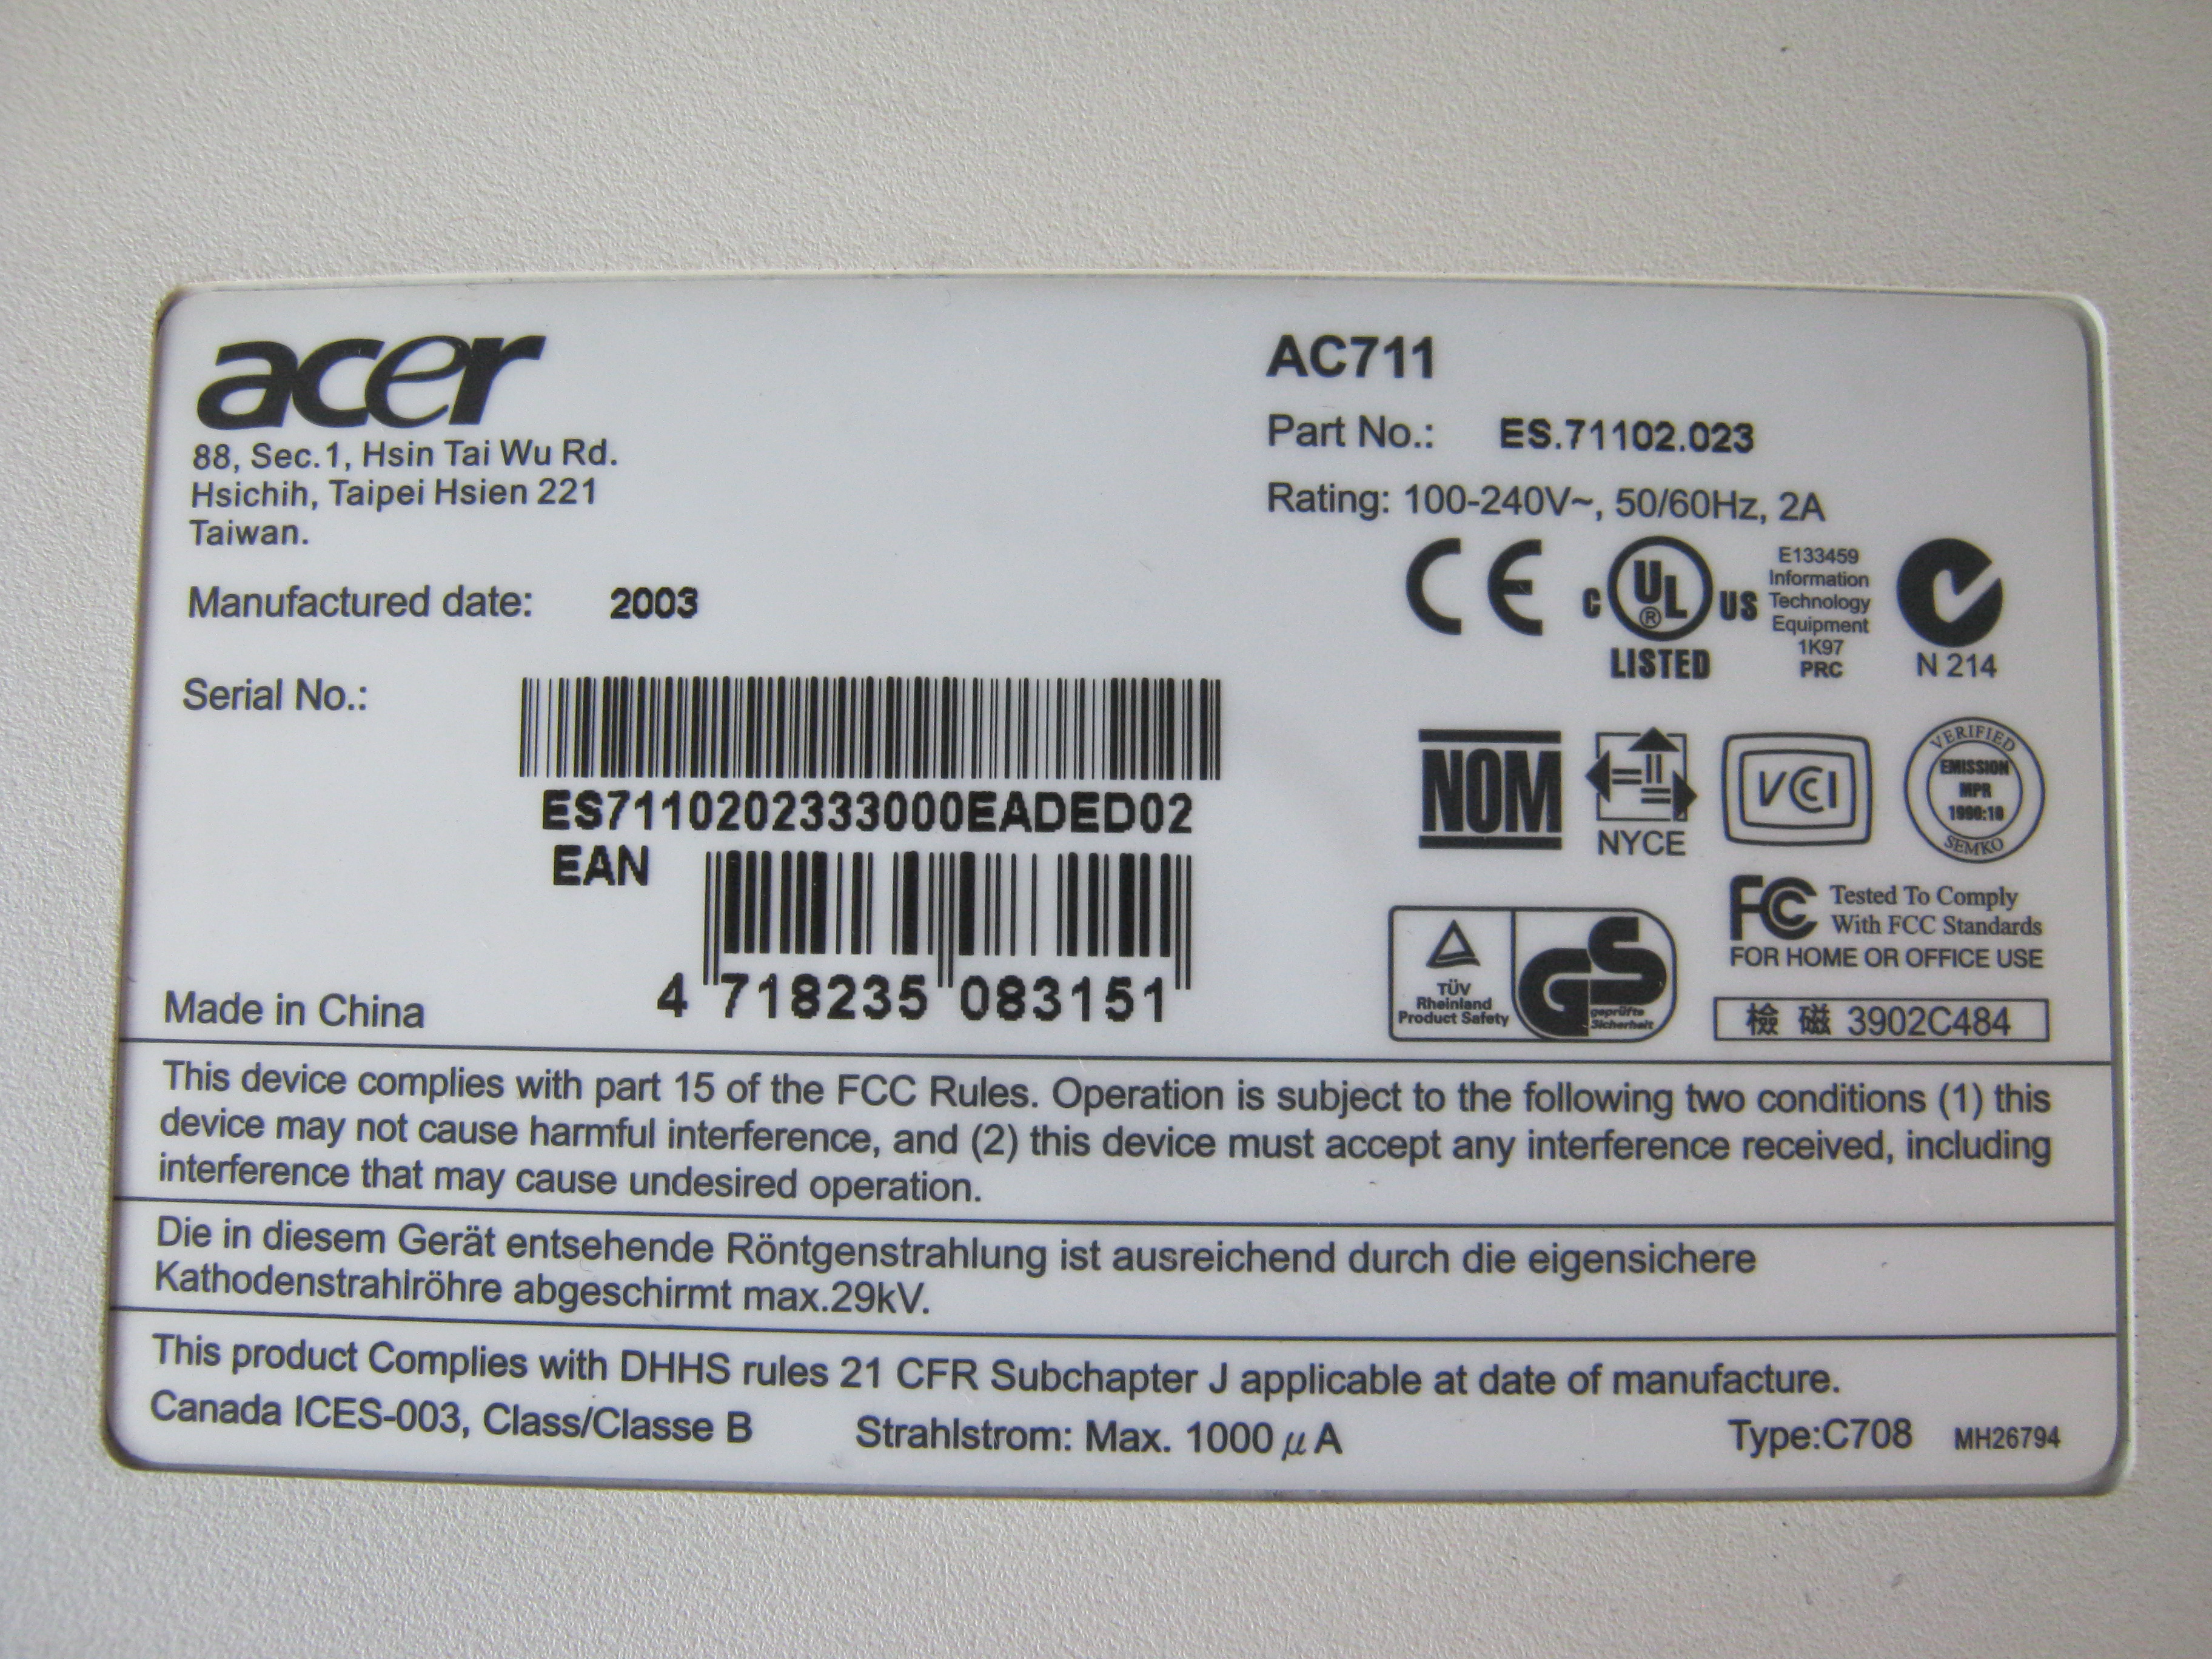 acer
88, Sec.1, Hsin Tai Wu Rd.
Hsichih, Taipei Hsien 221
Taiwan.
Manufactured date: 2003
Serial No.:
ES7110202333000EADED02
EAN
4 718235 083151
Made in China
AC711
Part No.: ES.71102.023
Rating: 100-240V~, 50/60Hz, 2A
CE
C UL ® US
LISTED
E133459
Information
Technology
Equipment
1K97
PRC
N 214
NOM
NYCE
VCCI
VERIFIED
EMISSION
MPR
1990:10
SEMKO
TÜV
Rheinland
Product Safety
GS
geprüfte
Sicherheit
FC Tested To Comply
With FCC Standards
FOR HOME OR OFFICE USE
檢 磁 3902C484
This device complies with part 15 of the FCC Rules. Operation is subject to the following two conditions (1) this
device may not cause harmful interference, and (2) this device must accept any interference received, including
interference that may cause undesired operation.
Die in diesem Gerät entsehende Röntgenstrahlung ist ausreichend durch die eigensichere
Kathodenstrahlröhre abgeschirmt max.29kV.
This product Complies with DHHS rules 21 CFR Subchapter J applicable at date of manufacture.
Canada ICES-003, Class/Classe B Strahlstrom: Max. 1000 μA Type:C708 MH26794